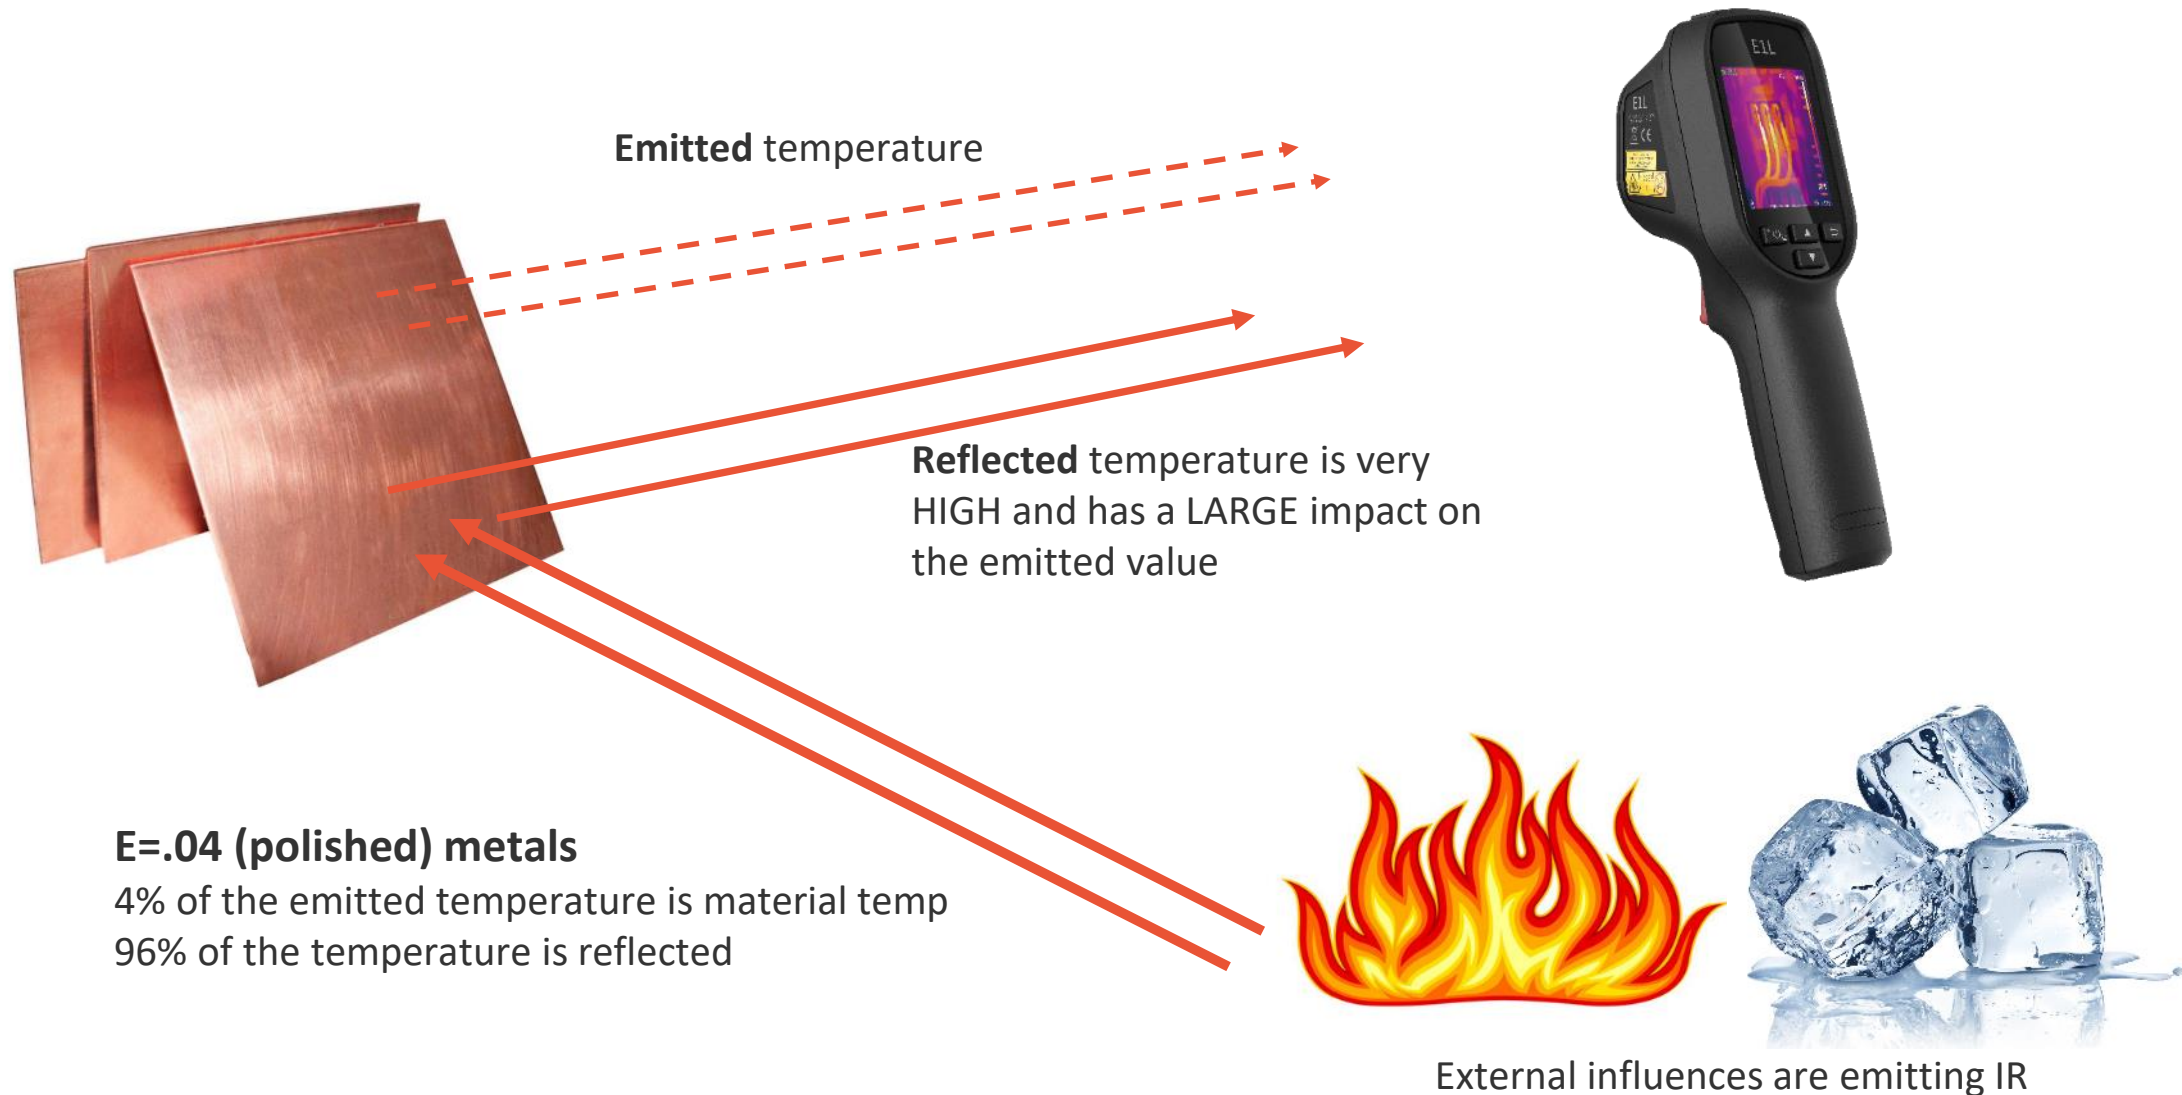 E1L
Emitted temperature
E1L
Reflected temperature is very
HIGH and has a LARGE impact on
the emitted value
E=.04 (polished) metals
4% of the emitted temperature is material temp
96% of the temperature is reflected
External influences are emitting IR